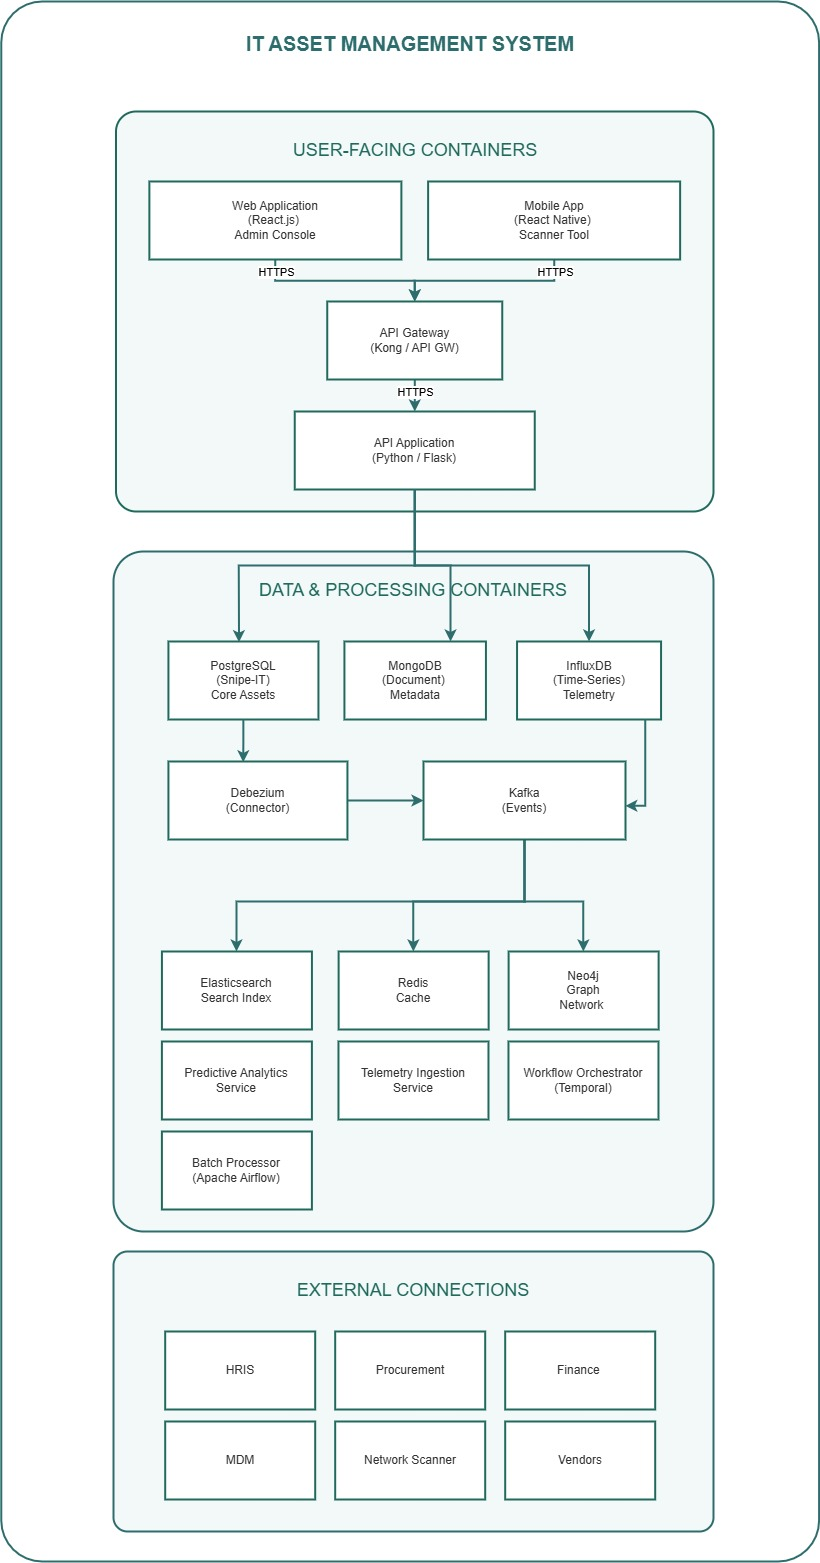 IT ASSET MANAGEMENT SYSTEM
USER-FACING CONTAINERS
Web Application
(React.js)
Admin Console
Mobile App
(React Native)
Scanner Tool
HTTPS
HTTPS
API Gateway
(Kong / API GW)
HTTPS
API Application
(Python / Flask)
DATA & PROCESSING CONTAINERS
PostgreSQL
(Snipe-IT)
Core Assets
MongoDB
(Document)
Metadata
InfluxDB
(Time-Series)
Telemetry
Debezium
(Connector)
Kafka
(Events)
Elasticsearch
Search Index
Redis
Cache
Neo4j
Graph
Network
Predictive Analytics
Service
Telemetry Ingestion
Service
Workflow Orchestrator
(Temporal)
Batch Processor
(Apache Airflow)
EXTERNAL CONNECTIONS
HRIS
Procurement
Finance
MDM
Network Scanner
Vendors